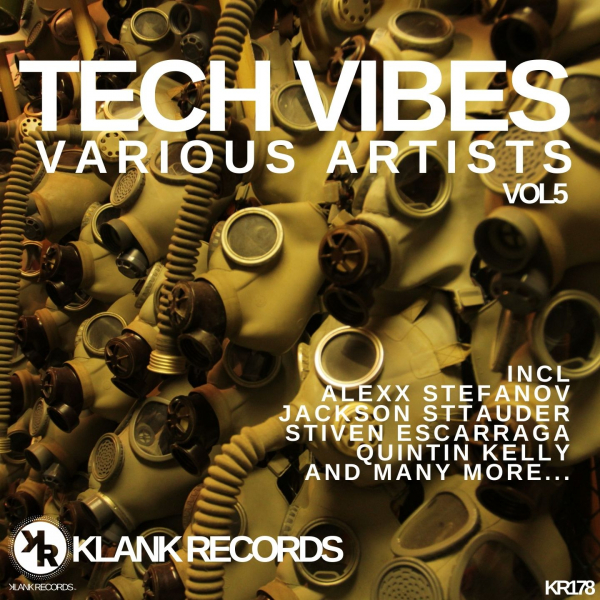 TECH VIBES
VARIOUS ARTISTS
VOL5
INCL
ALEXX STEFANOV
JACKSON STTAUDER
STIVEN ESCARRAGA
QUINTIN KELLY
AND MANY MORE...
KR KLANK RECORDS
KLANK RECORDS
KR178